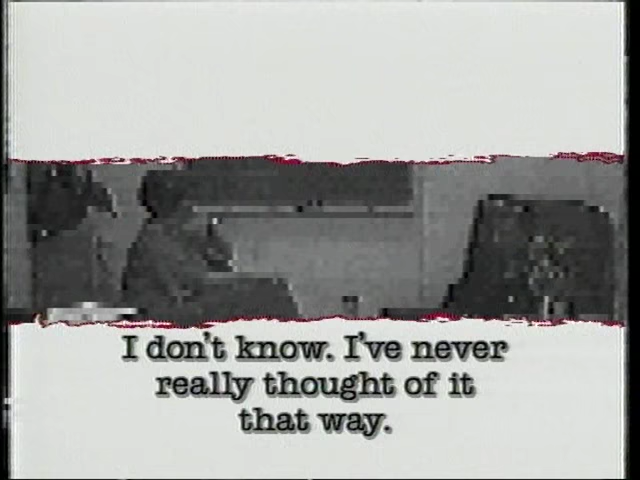 I don't know. I've never
really thought of it
that way.